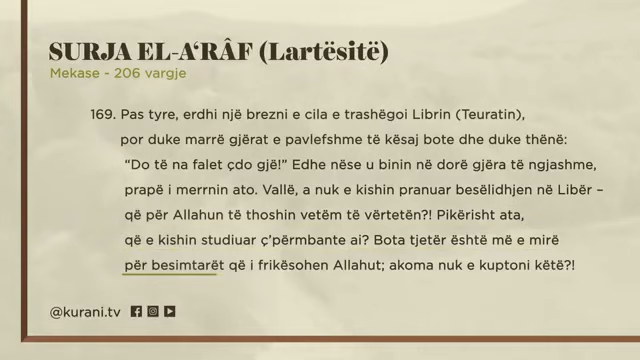 SURJA EL-A‘RÂF (Lartësitë)
Mekase - 206 vargje
169. Pas tyre, erdhi një brezni e cila e trashëgoi Librin (Teuratin),
por duke marrë gjërat e pavlefshme të kësaj bote dhe duke thënë:
“Do të na falet çdo gjë!” Edhe nëse u binin në dorë gjëra të ngjashme,
prapë i merrnin ato. Vallë, a nuk e kishin pranuar besëlidhjen në Libër –
që për Allahun të thoshin vetëm të vërtetën?! Pikërisht ata,
që e kishin studiuar ç’përmbante ai? Bota tjetër është më e mirë
për besimtarët që i frikësohen Allahut; akoma nuk e kuptoni këtë?!
@kurani.tv